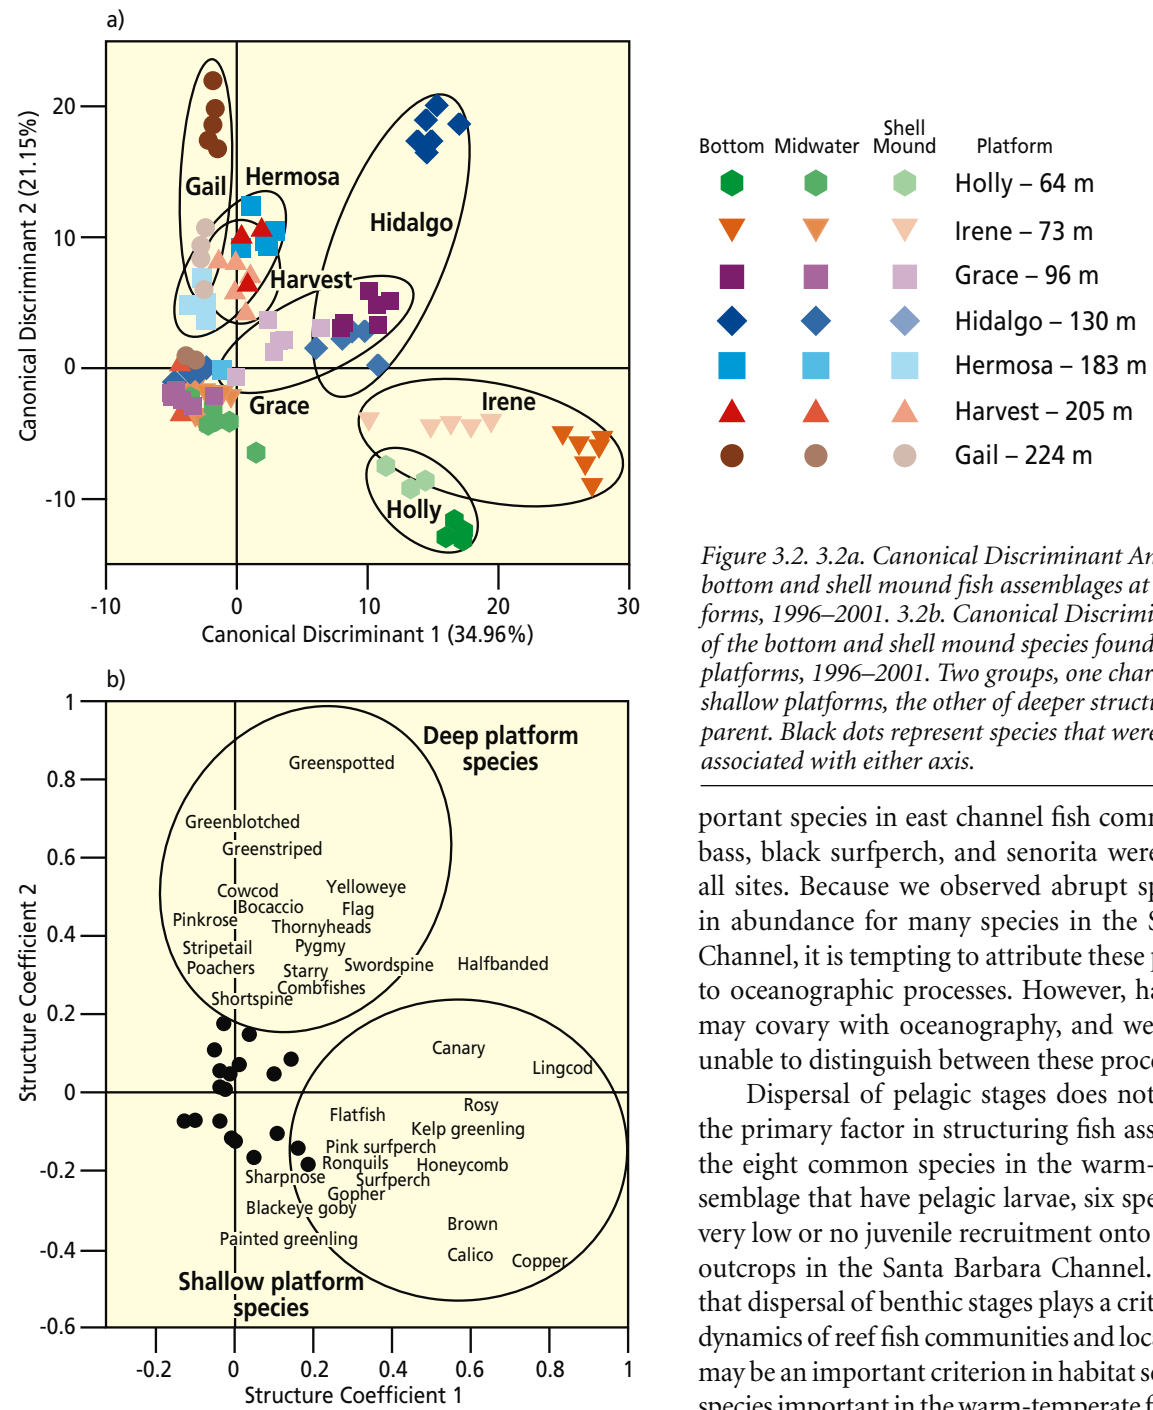 a)
Canonical Discriminant 2 (21.15%)
20
10
0
-10
Gail
Hermosa
Hidalgo
Harvest
Grace
Irene
Holly
-10
0
10
20
30
Canonical Discriminant 1 (34.96%)
Bottom Midwater Shell Mound Platform
Holly – 64 m
Irene – 73 m
Grace – 96 m
Hidalgo – 130 m
Hermosa – 183 m
Harvest – 205 m
Gail – 224 m
b)
Structure Coefficient 2
1
0.8
0.6
0.4
0.2
0
-0.2
-0.4
-0.6
Deep platform
species
Greenspotted
Greenblotched
Greenstriped
Cowcod
Yelloweye
Bocaccio
Flag
Pinkrose
Thornyheads
Stripetail
Pygmy
Poachers
Starry
Swordspine
Halfbanded
Combfishes
Shortspine
Canary
Lingcod
Rosy
Flatfish
Kelp greenling
Pink surfperch
Ronquils
Honeycomb
Sharpnose
Surfperch
Gopher
Blackeye goby
Brown
Painted greenling
Calico
Copper
Shallow platform
species
-0.2
0
0.2
0.4
0.6
0.8
1
Structure Coefficient 1
Figure 3.2. 3.2a. Canonical Discriminant An
bottom and shell mound fish assemblages at
forms, 1996–2001. 3.2b. Canonical Discrimi
of the bottom and shell mound species found
platforms, 1996–2001. Two groups, one char
shallow platforms, the other of deeper structu
parent. Black dots represent species that were
associated with either axis.
portant species in east channel fish comm
bass, black surfperch, and senorita were
all sites. Because we observed abrupt sp
in abundance for many species in the S
Channel, it is tempting to attribute these p
to oceanographic processes. However, ha
may covary with oceanography, and we
unable to distinguish between these proc
Dispersal of pelagic stages does not
the primary factor in structuring fish ass
the eight common species in the warm-
semblage that have pelagic larvae, six spe
very low or no juvenile recruitment onto
outcrops in the Santa Barbara Channel.
that dispersal of benthic stages plays a crit
dynamics of reef fish communities and loca
may be an important criterion in habitat se
species important in the warm-temperate f